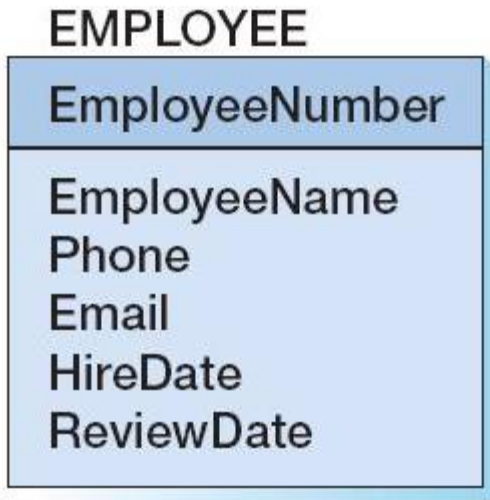 EMPLOYEE
EmployeeNumber
EmployeeName
Phone
Email
HireDate
ReviewDate